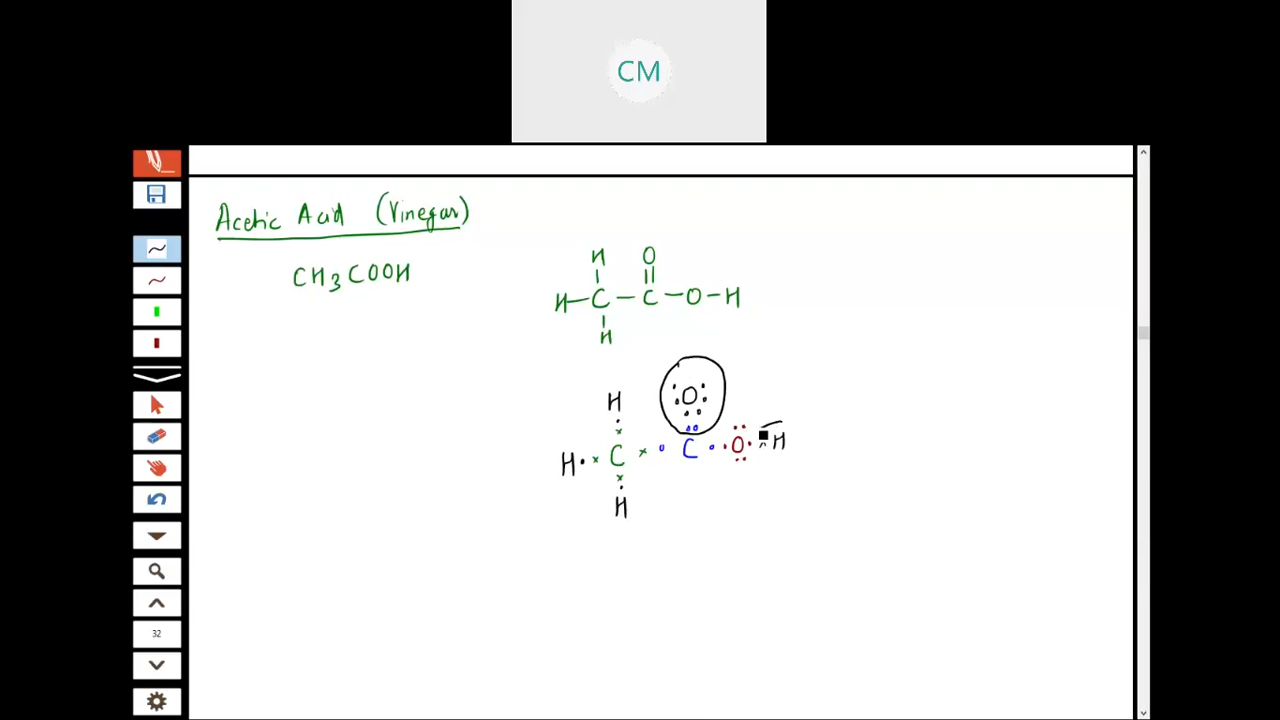 CM
Acetic Acid (Vinegar)
CH3COOH
H O
H C C O H
H
H O
H C C O H
H
32